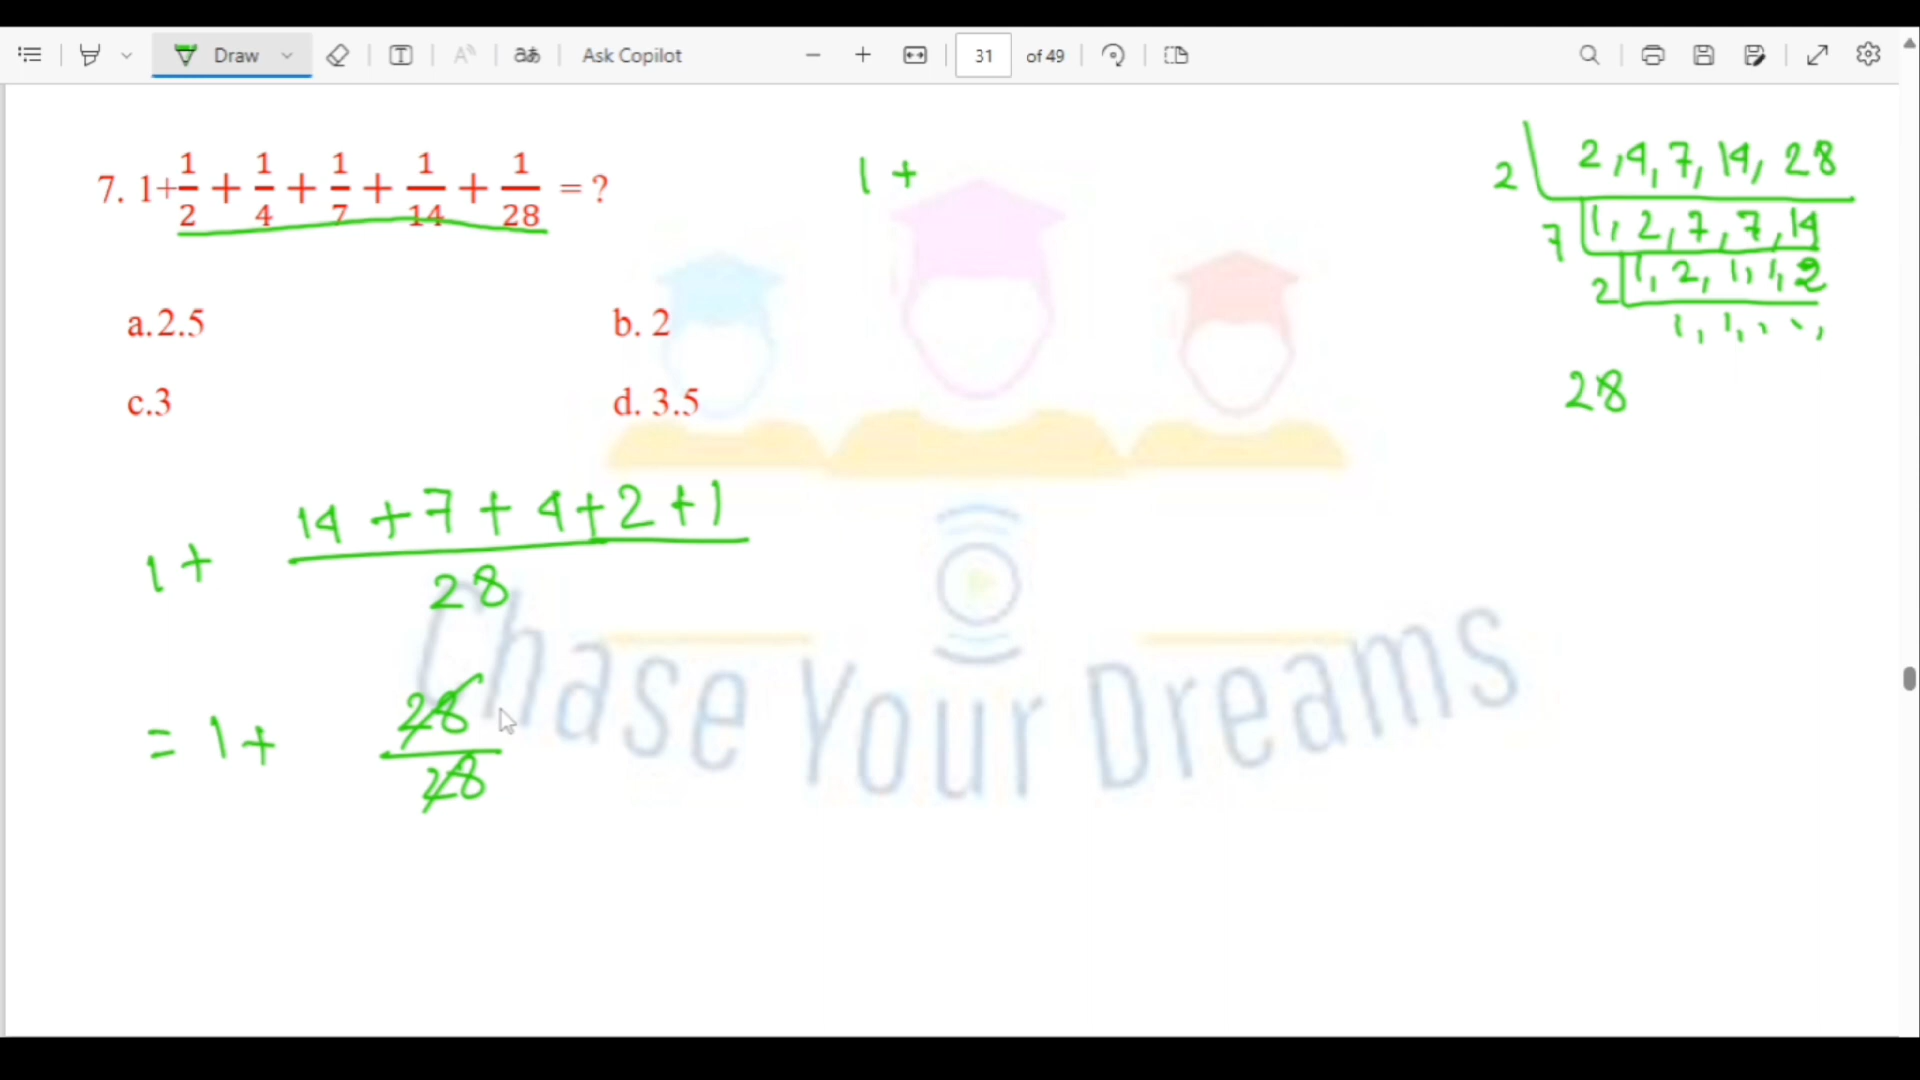 Draw aあ Ask Copilot 31 of 49
7. 1+1/2 + 1/4 + 1/7 + 1/14 + 1/28 = ?
1 +
2 | 2, 4, 7, 14, 28
7 | 1, 2, 7, 7, 14
2 | 1, 2, 1, 1, 2
1, 1, , ,
28
a. 2.5
b. 2
c.3
d. 3.5
1 + 14 + 7 + 4 + 2 + 1
28
= 1 + 28
28
Chase Your Dreams